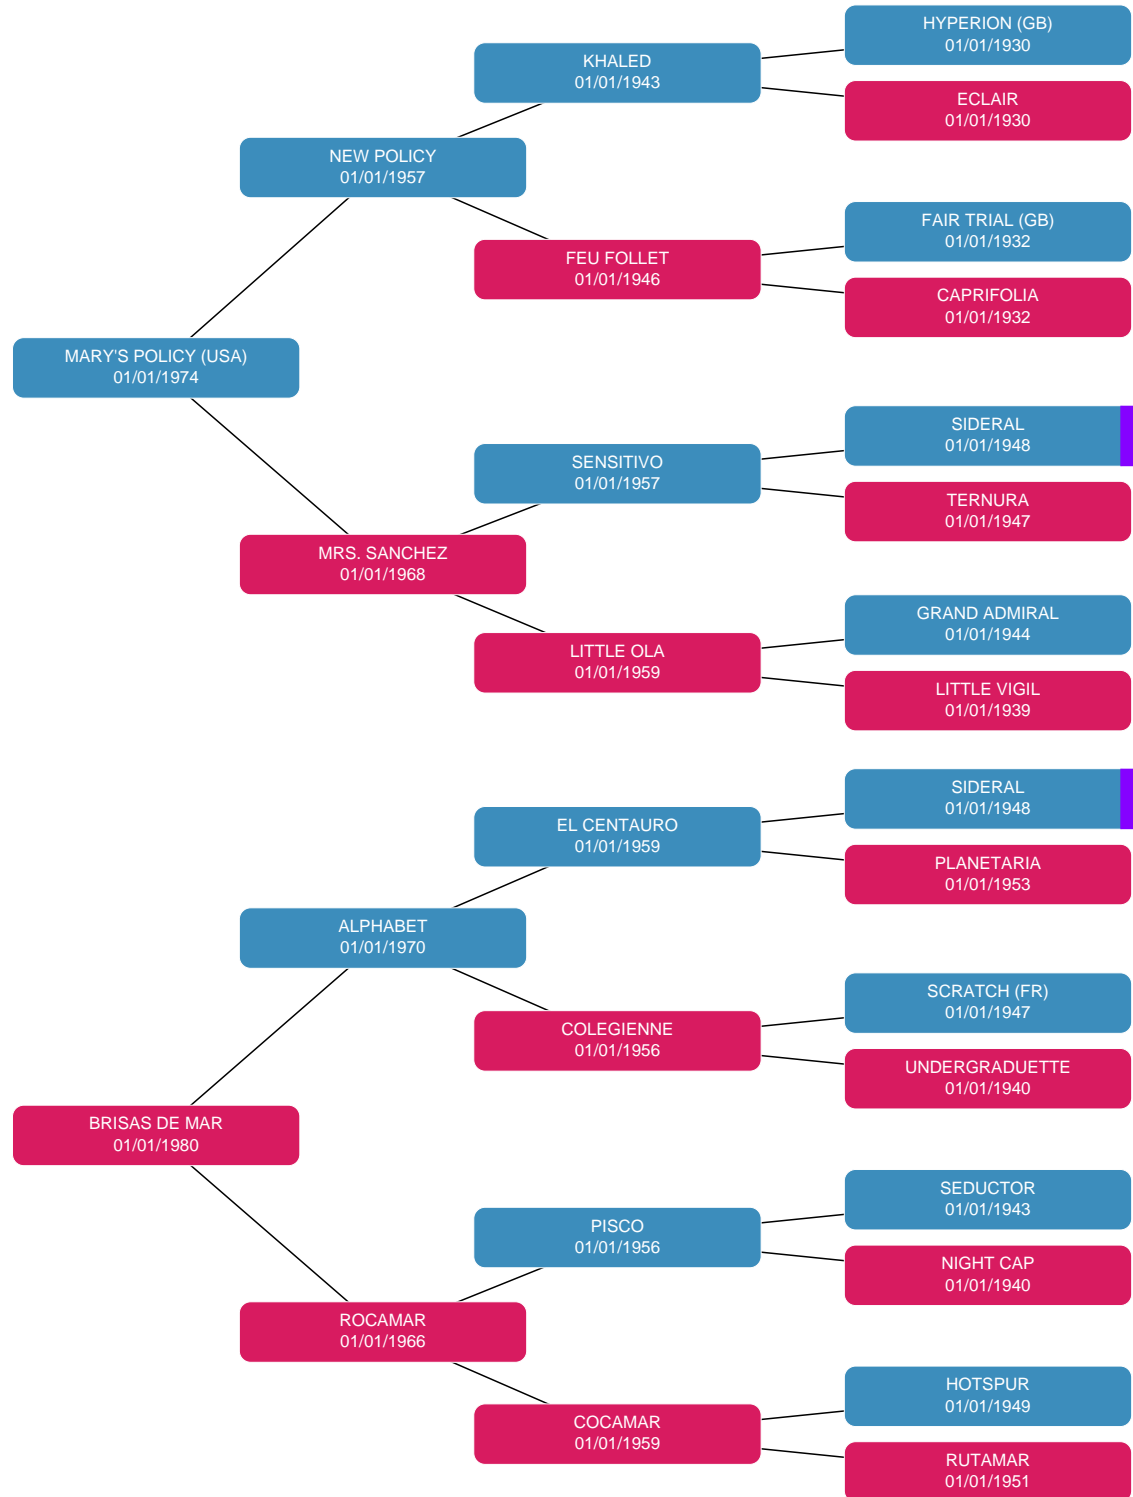 HYPERION (GB)
01/01/1930
KHALED
01/01/1943
ECLAIR
01/01/1930
NEW POLICY
01/01/1957
FAIR TRIAL (GB)
01/01/1932
FEU FOLLET
01/01/1946
CAPRIFOLIA
01/01/1932
MARY'S POLICY (USA)
01/01/1974
SIDERAL
01/01/1948
SENSITIVO
01/01/1957
TERNURA
01/01/1947
MRS. SANCHEZ
01/01/1968
GRAND ADMIRAL
01/01/1944
LITTLE OLA
01/01/1959
LITTLE VIGIL
01/01/1939
SIDERAL
01/01/1948
EL CENTAURO
01/01/1959
PLANETARIA
01/01/1953
ALPHABET
01/01/1970
SCRATCH (FR)
01/01/1947
COLEGIENNE
01/01/1956
UNDERGRADUETTE
01/01/1940
BRISAS DE MAR
01/01/1980
SEDUCTOR
01/01/1943
PISCO
01/01/1956
NIGHT CAP
01/01/1940
ROCAMAR
01/01/1966
HOTSPUR
01/01/1949
COCAMAR
01/01/1959
RUTAMAR
01/01/1951